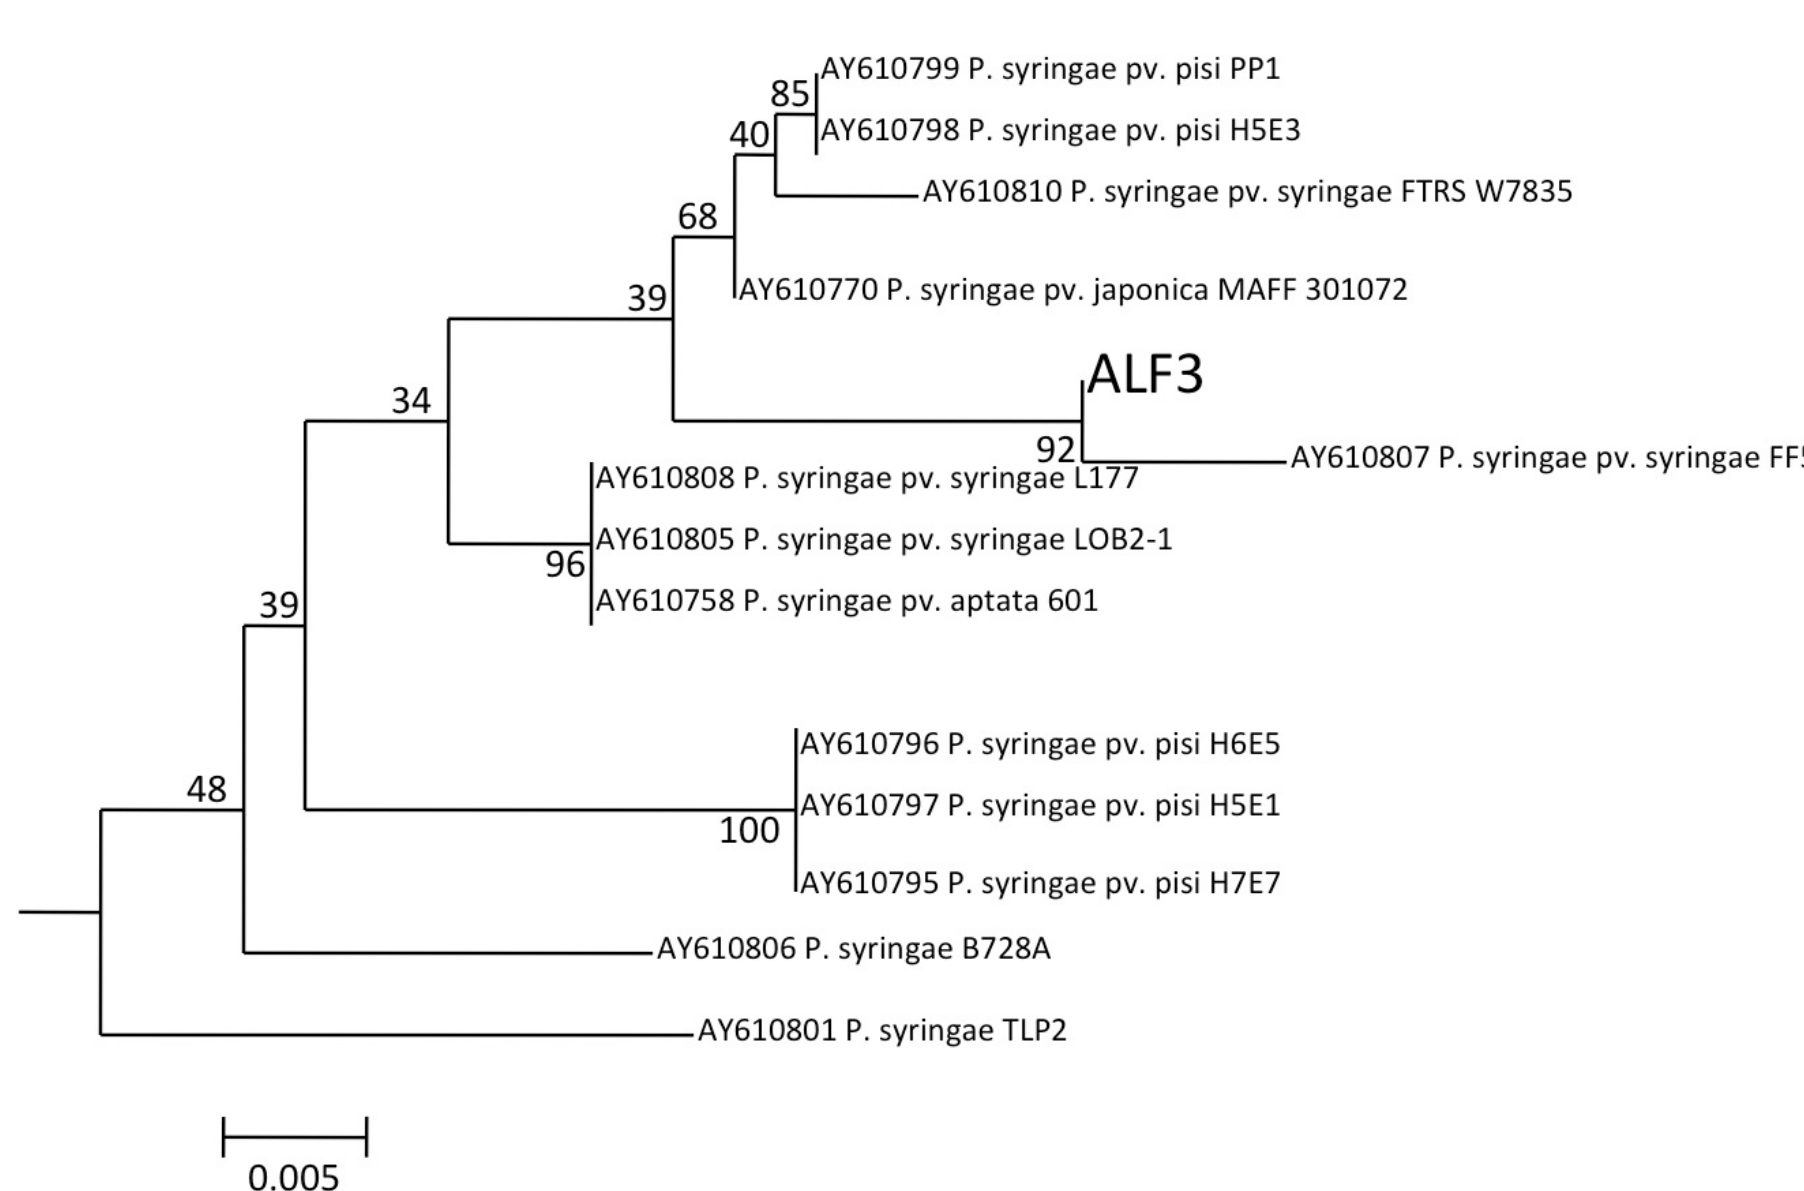 AY610799 P. syringae pv. pisi PP1
85
AY610798 P. syringae pv. pisi H5E3
40
AY610810 P. syringae pv. syringae FTRS W7835
68
AY610770 P. syringae pv. japonica MAFF 301072
39
ALF3
34
92
AY610807 P. syringae pv. syringae
AY610808 P. syringae pv. syringae L177
AY610805 P. syringae pv. syringae LOB2-1
96
AY610758 P. syringae pv. aptata 601
39
AY610796 P. syringae pv. pisi H6E5
48
AY610797 P. syringae pv. pisi H5E1
100
AY610795 P. syringae pv. pisi H7E7
AY610806 P. syringae B728A
AY610801 P. syringae TLP2
0.005